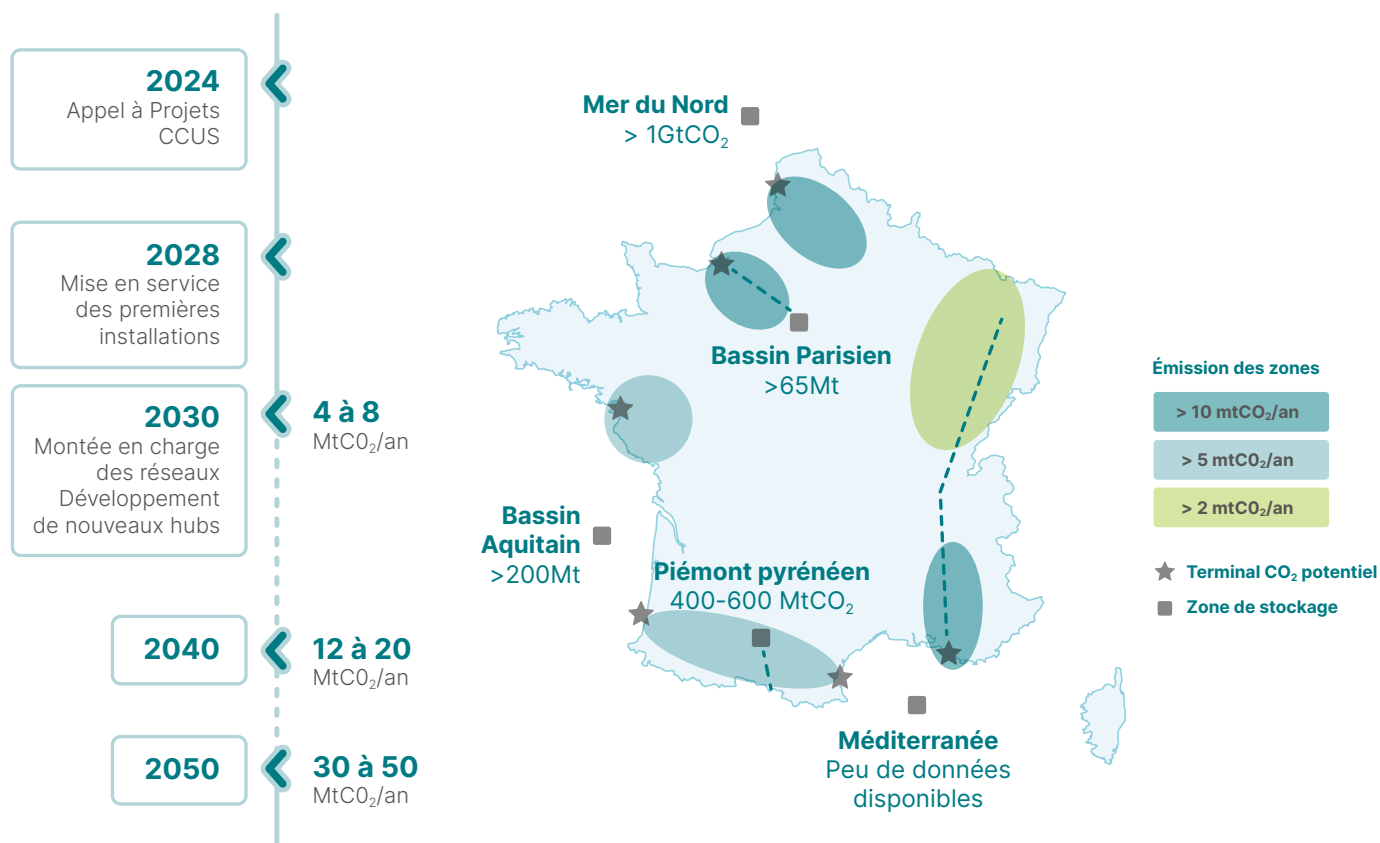 2024
Appel à Projets
CCUS
2028
Mise en service
des premières
installations
2030
Montée en charge
des réseaux
Développement
de nouveaux hubs
4 à 8
MtC0₂/an
2040
12 à 20
MtC0₂/an
2050
30 à 50
MtC0₂/an
Mer du Nord
> 1GtCO₂
Bassin Parisien
>65Mt
Bassin
Aquitain
>200Mt
Piémont pyrénéen
400-600 MtCO₂
Méditerranée
Peu de données
disponibles
Émission des zones
> 10 mtCO₂/an
> 5 mtC0₂/an
> 2 mtC0₂/an
Terminal CO₂ potentiel
Zone de stockage